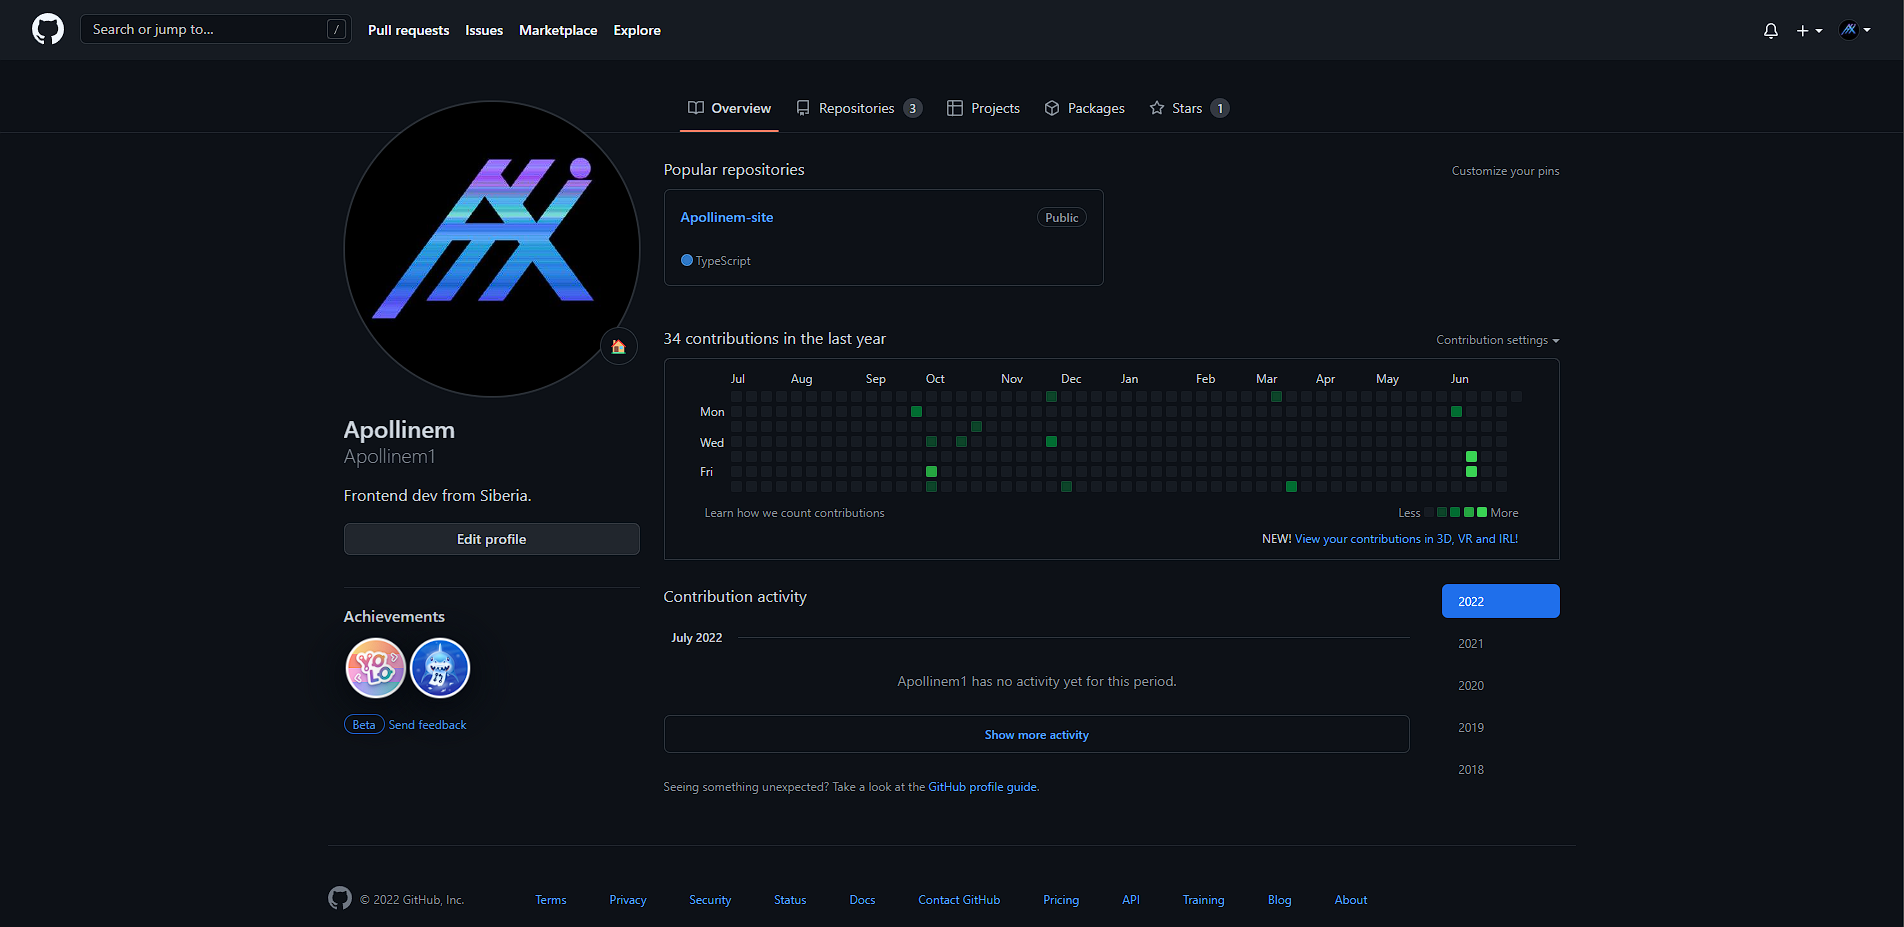 Search or jump to... / Pull requests Issues Marketplace Explore
Overview Repositories 3 Projects Packages Stars 1
Apollinem
Apollinem1
Frontend dev from Siberia.
Edit profile
Achievements
YOLO
Beta Send feedback
Popular repositories Customize your pins
Apollinem-site Public
TypeScript
34 contributions in the last year Contribution settings
Jul Aug Sep Oct Nov Dec Jan Feb Mar Apr May Jun
Mon
Wed
Fri
Learn how we count contributions Less More
NEW! View your contributions in 3D, VR and IRL!
Contribution activity
July 2022
Apollinem1 has no activity yet for this period.
Show more activity
Seeing something unexpected? Take a look at the GitHub profile guide.
2022
2021
2020
2019
2018
© 2022 GitHub, Inc. Terms Privacy Security Status Docs Contact GitHub Pricing API Training Blog About